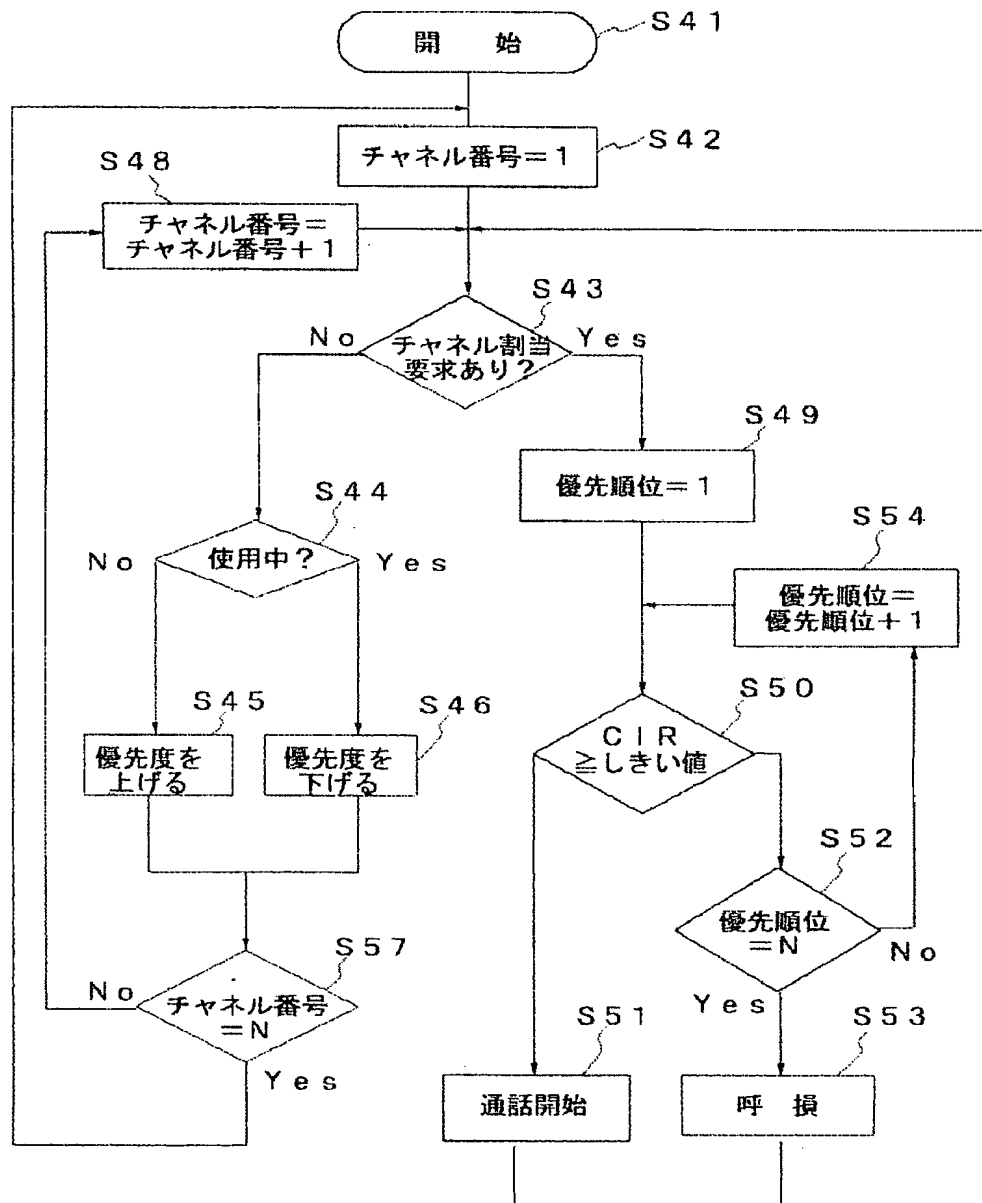 開　始
S41
チャネル番号＝1
S42
S48
チャネル番号＝
チャネル番号＋1
S43
No
チャネル割当
要求あり？
Yes
S49
優先順位＝1
S44
No
使用中？
Yes
S54
優先順位＝
優先順位＋1
S45
優先度を
上げる
S46
優先度を
下げる
S50
CIR
≧しきい値
S52
優先順位
＝N
No
Yes
S57
No
チャネル番号
＝N
Yes
S51
通話開始
S53
呼　損